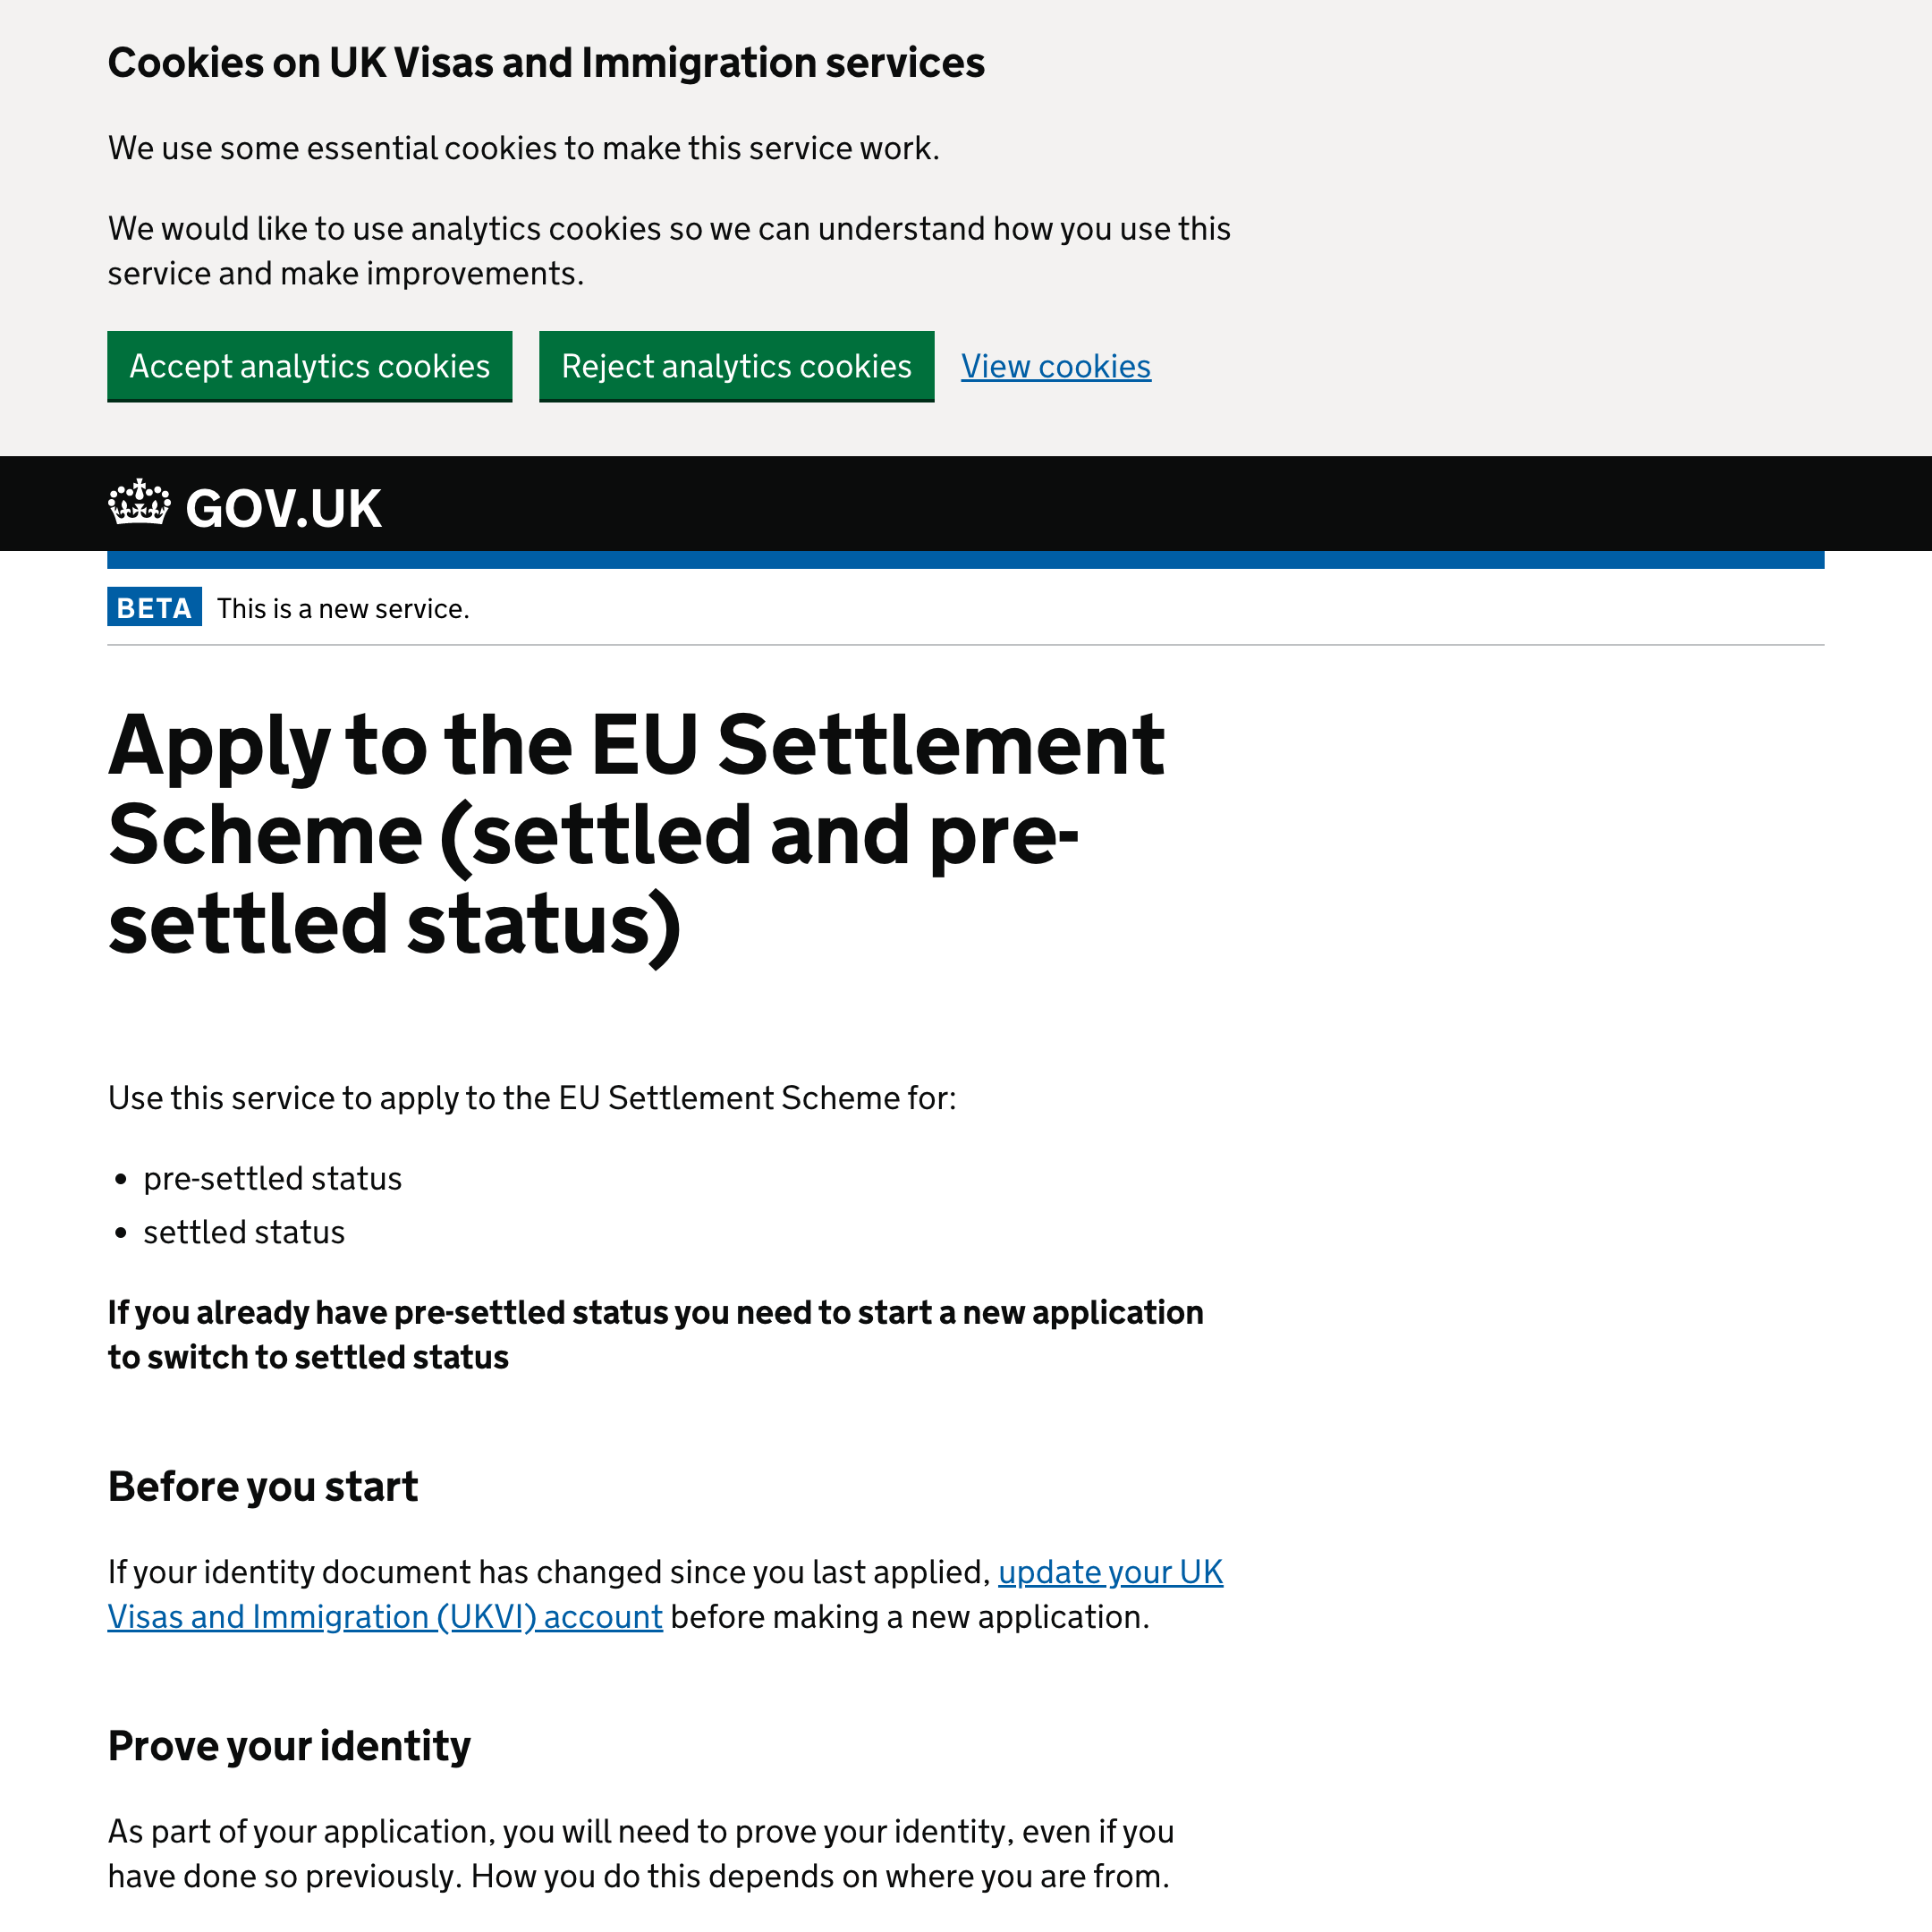 Cookies on UK Visas and Immigration services
We use some essential cookies to make this service work.
We would like to use analytics cookies so we can understand how you use this
service and make improvements.
Accept analytics cookies
Reject analytics cookies
View cookies
GOV.UK
BETA
This is a new service.
Apply to the EU Settlement
Scheme (settled and pre-
settled status)
Use this service to apply to the EU Settlement Scheme for:
• pre-settled status
• settled status
If you already have pre-settled status you need to start a new application
to switch to settled status
Before you start
If your identity document has changed since you last applied, update your UK
Visas and Immigration (UKVI) account before making a new application.
Prove your identity
As part of your application, you will need to prove your identity, even if you
have done so previously. How you do this depends on where you are from.